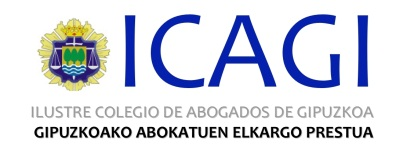 ICAGI
ILUSTRE COLEGIO DE ABOGADOS DE GIPUZKOA
GIPUZKOAKO ABOKATUEN ELKARGO PRESTUA